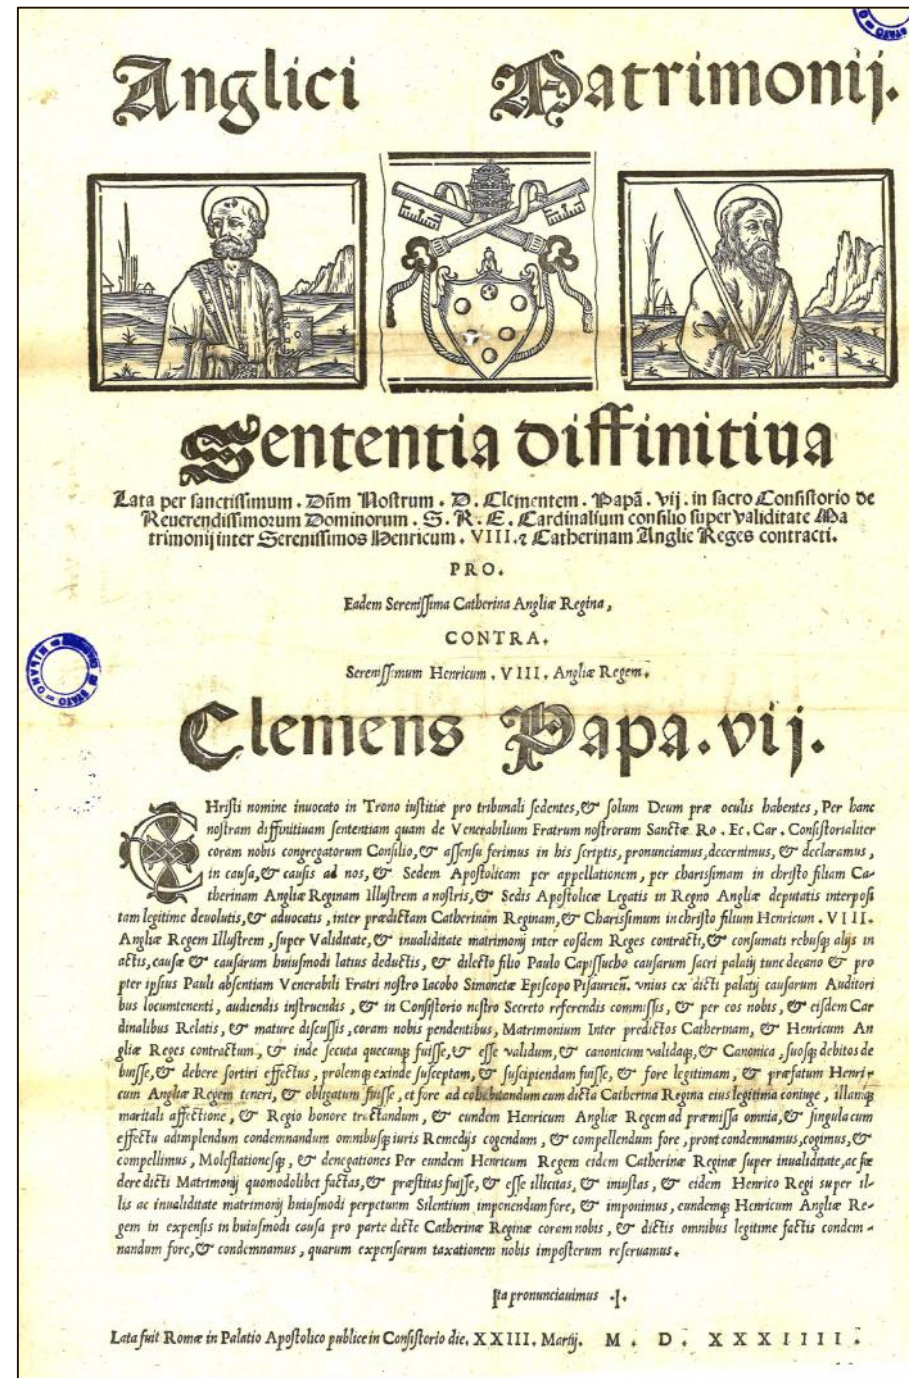 STATO
Anglici Matrimonij.
Sententia diffinitiua
Lata per sanctissimum . Dñm Nostrum . D. Clementem . Papã . vij. in sacro Consistorio de
Reuerendissimorum Dominorum . S. R. E. Cardinalium consilio super validitate Ma
trimonij inter Serenissimos Henricum . VIII. ⁊ Catherinam Anglie Reges contracti.
PRO.
Eadem Serenissima Catherina Angliæ Regina,
CONTRA.
Serenissimum Henricum . VIII. Angliæ Regem.
STATO MILANO
Clemens Papa . vij.
CHristi nomine inuocato in Trono iustitiæ pro tribunali sedentes, & solum Deum præ oculis habentes, Per hanc
nostram diffinitiuam sententiam quam de Venerabilium Fratrum nostrorum Sanctæ Ro. Ec. Car. Consistorialiter
coram nobis congregatorum Consilio, & assensu ferimus in his scriptis, pronunciamus, decernimus, & declaramus,
in causa, & causis ad nos, & Sedem Apostolicam per appellationem, per charissimam in christo filiam Ca-
therinam Angliæ Reginam Illustrem a nostris, & Sedis Apostolicæ Legatis in Regno Angliæ deputatis interposi
tam legitime deuolutis, & aduocatis, inter prædictam Catherinam Reginam, & Charissimum in christo filium Henricum . VIII.
Angliæ Regem Illustrem, super Validitate, & inualiditate matrimonij inter eosdem Reges contracti, & consumati rebusq; alijs in
actis, causæ & causarum huiusmodi latius deductis, & dilecto filio Paulo Capissucho causarum sacri palatij tunc decano & pro
pter ipsius Pauli absentiam Venerabili Fratri nostro Iacobo Simonetæ Episcopo Pisaurien̄. vnius ex dicti palatij causarum Auditori
bus locumtenenti, audiendis instruendis, & in Consistorio nostro Secreto referendis commissis, & per eos nobis, & eisdem Car
dinalibus Relatis, & mature discussis, coram nobis pendentibus, Matrimonium Inter predictos Catherinam, & Henricum An
gliæ Reges contractum, & inde secuta quecunq; fuisse, & esse validum, & canonicum validaq;, & Canonica, suosq; debitos de
buisse, & debere sortiri effectus, prolemq; exinde susceptam, & suscipiendam fuisse, & fore legitimam, & præfatum Henri-
cum Angliæ Regem teneri, & obligatum fuisse, et fore ad cohabitandum cum dicta Catherina Regina eius legitima coniuge, illamq;
maritali affectione, & Regio honore tractandum, & eundem Henricum Angliæ Regem ad præmissa omnia, & singula cum
effectu adimplendum condemnandum omnibusq; iuris Remedijs cogendum, & compellendum fore, prout condemnamus, cogimus, &
compellimus, Molestationesq;, & denegationes Per eundem Henricum Regem eidem Catherinæ Reginæ super inualiditate, ac fœ
dere dicti Matrimonij quomodolibet factas, & præstitas fuisse, & esse illicitas, & iniustas, & eidem Henrico Regi super il-
lis ac inualiditate matrimonij huiusmodi perpetuum Silentium imponendum fore, & imponimus, eundemq; Henricum Angliæ Re-
gem in expensis in huiusmodi causa pro parte dicte Catherinæ Reginæ coram nobis, & dictis omnibus legitime factis condem-
nandum fore, & condemnamus, quarum expensarum taxationem nobis imposterum reseruamus.
Ita pronunciauimus .I.
Lata fuit Romæ in Palatio Apostolico publice in Consistorio die. XXIII. Martij. M. D. XXXIIII.